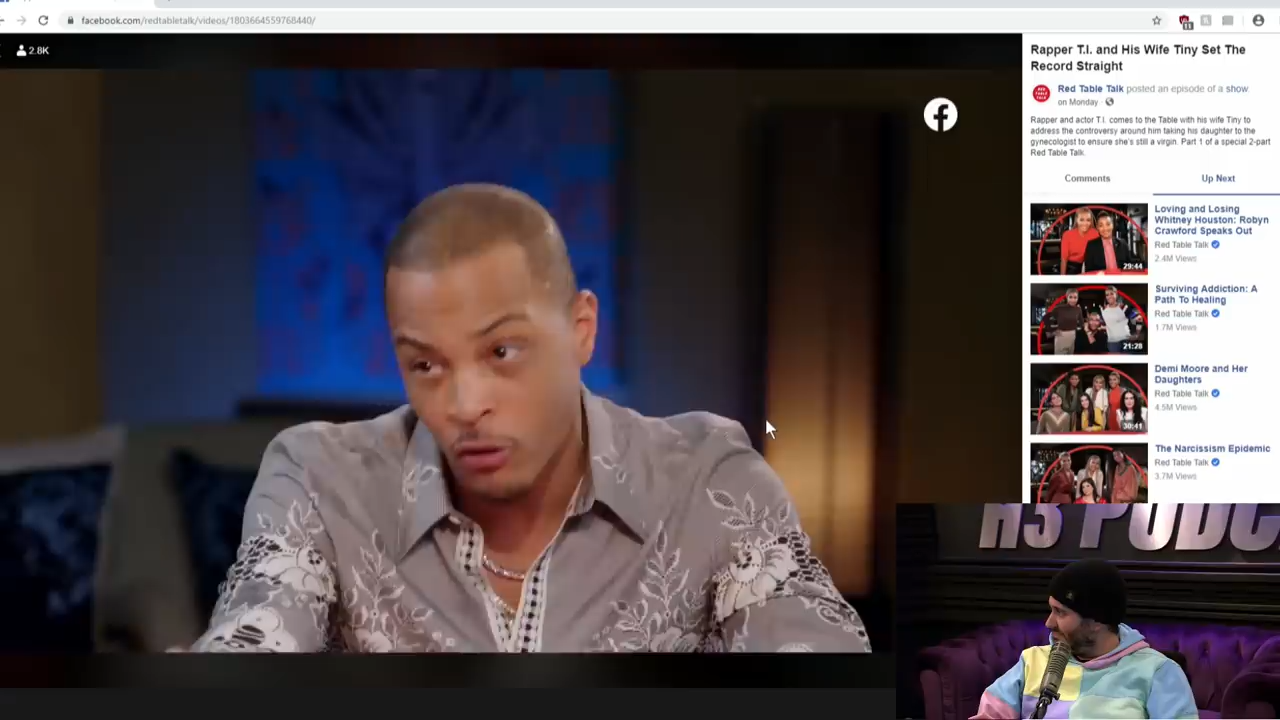 facebook.com/redtabletalk/videos/1803664559768440/
2.8K
Rapper T.I. and His Wife Tiny Set The
Record Straight
Red Table Talk posted an episode of a show.
on Monday ·
Rapper and actor T.I. comes to the Table with his wife Tiny to
address the controversy around him taking his daughter to the
gynecologist to ensure she's still a virgin. Part 1 of a special 2-part
Red Table Talk.
Comments
Up Next
Loving and Losing
Whitney Houston: Robyn
Crawford Speaks Out
Red Table Talk
2.4M Views
29:44
Surviving Addiction: A
Path To Healing
Red Table Talk
1.7M Views
21:28
Demi Moore and Her
Daughters
Red Table Talk
4.5M Views
30:41
The Narcissism Epidemic
Red Table Talk
3.7M Views
H3 PODC